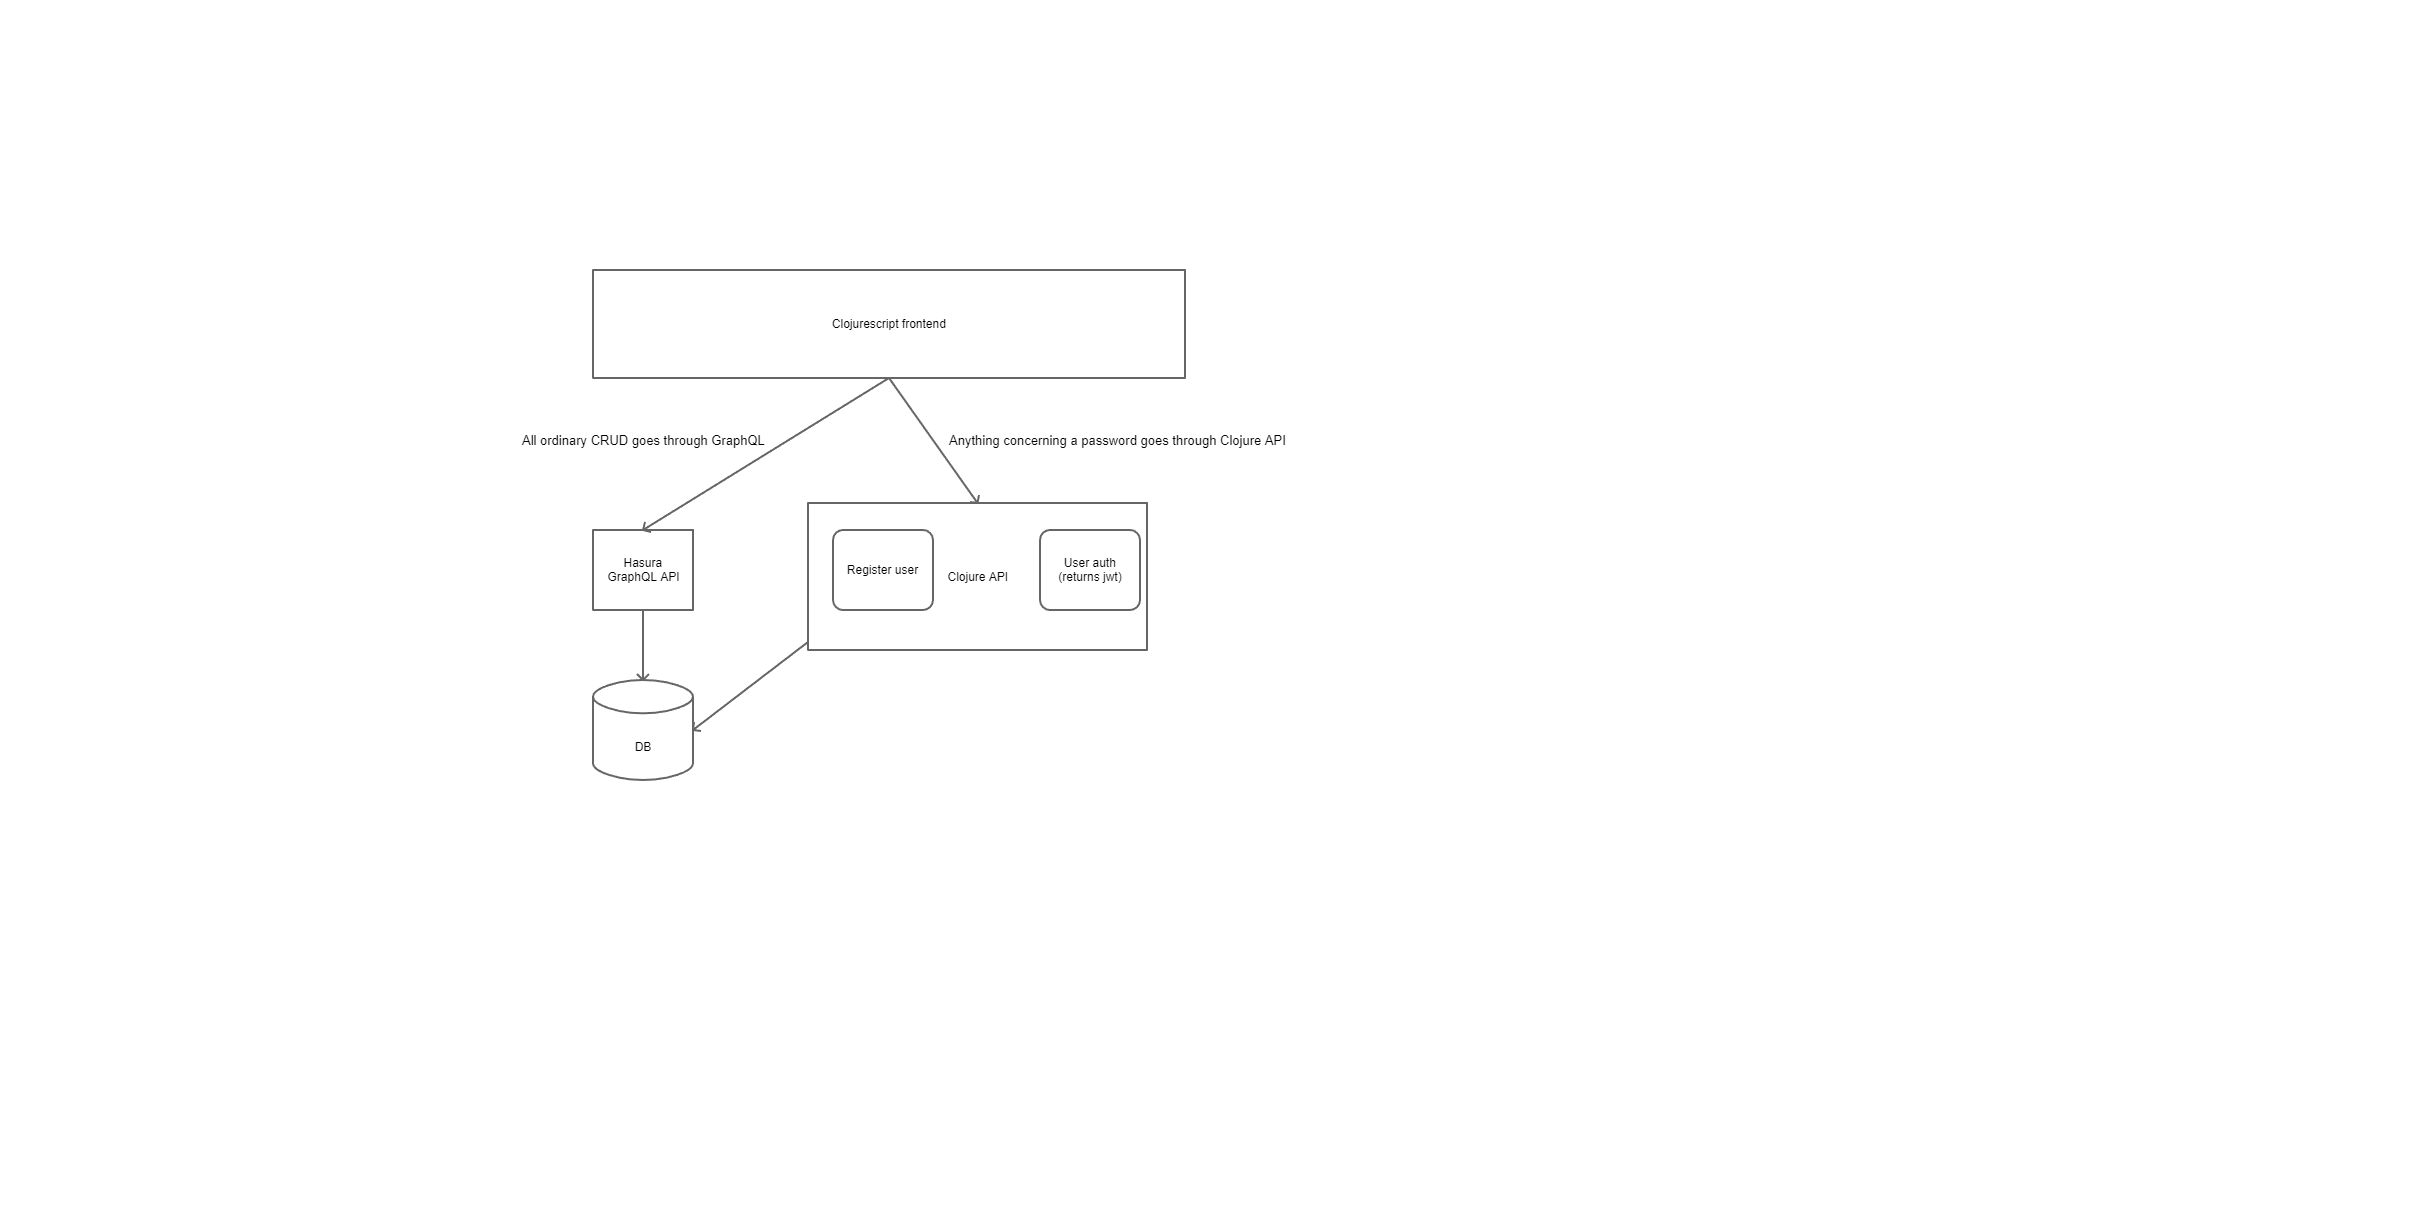 Clojurescript frontend
All ordinary CRUD goes through GraphQL
Anything concerning a password goes through Clojure API
Hasura
GraphQL API
Register user
Clojure API
User auth
(returns jwt)
DB